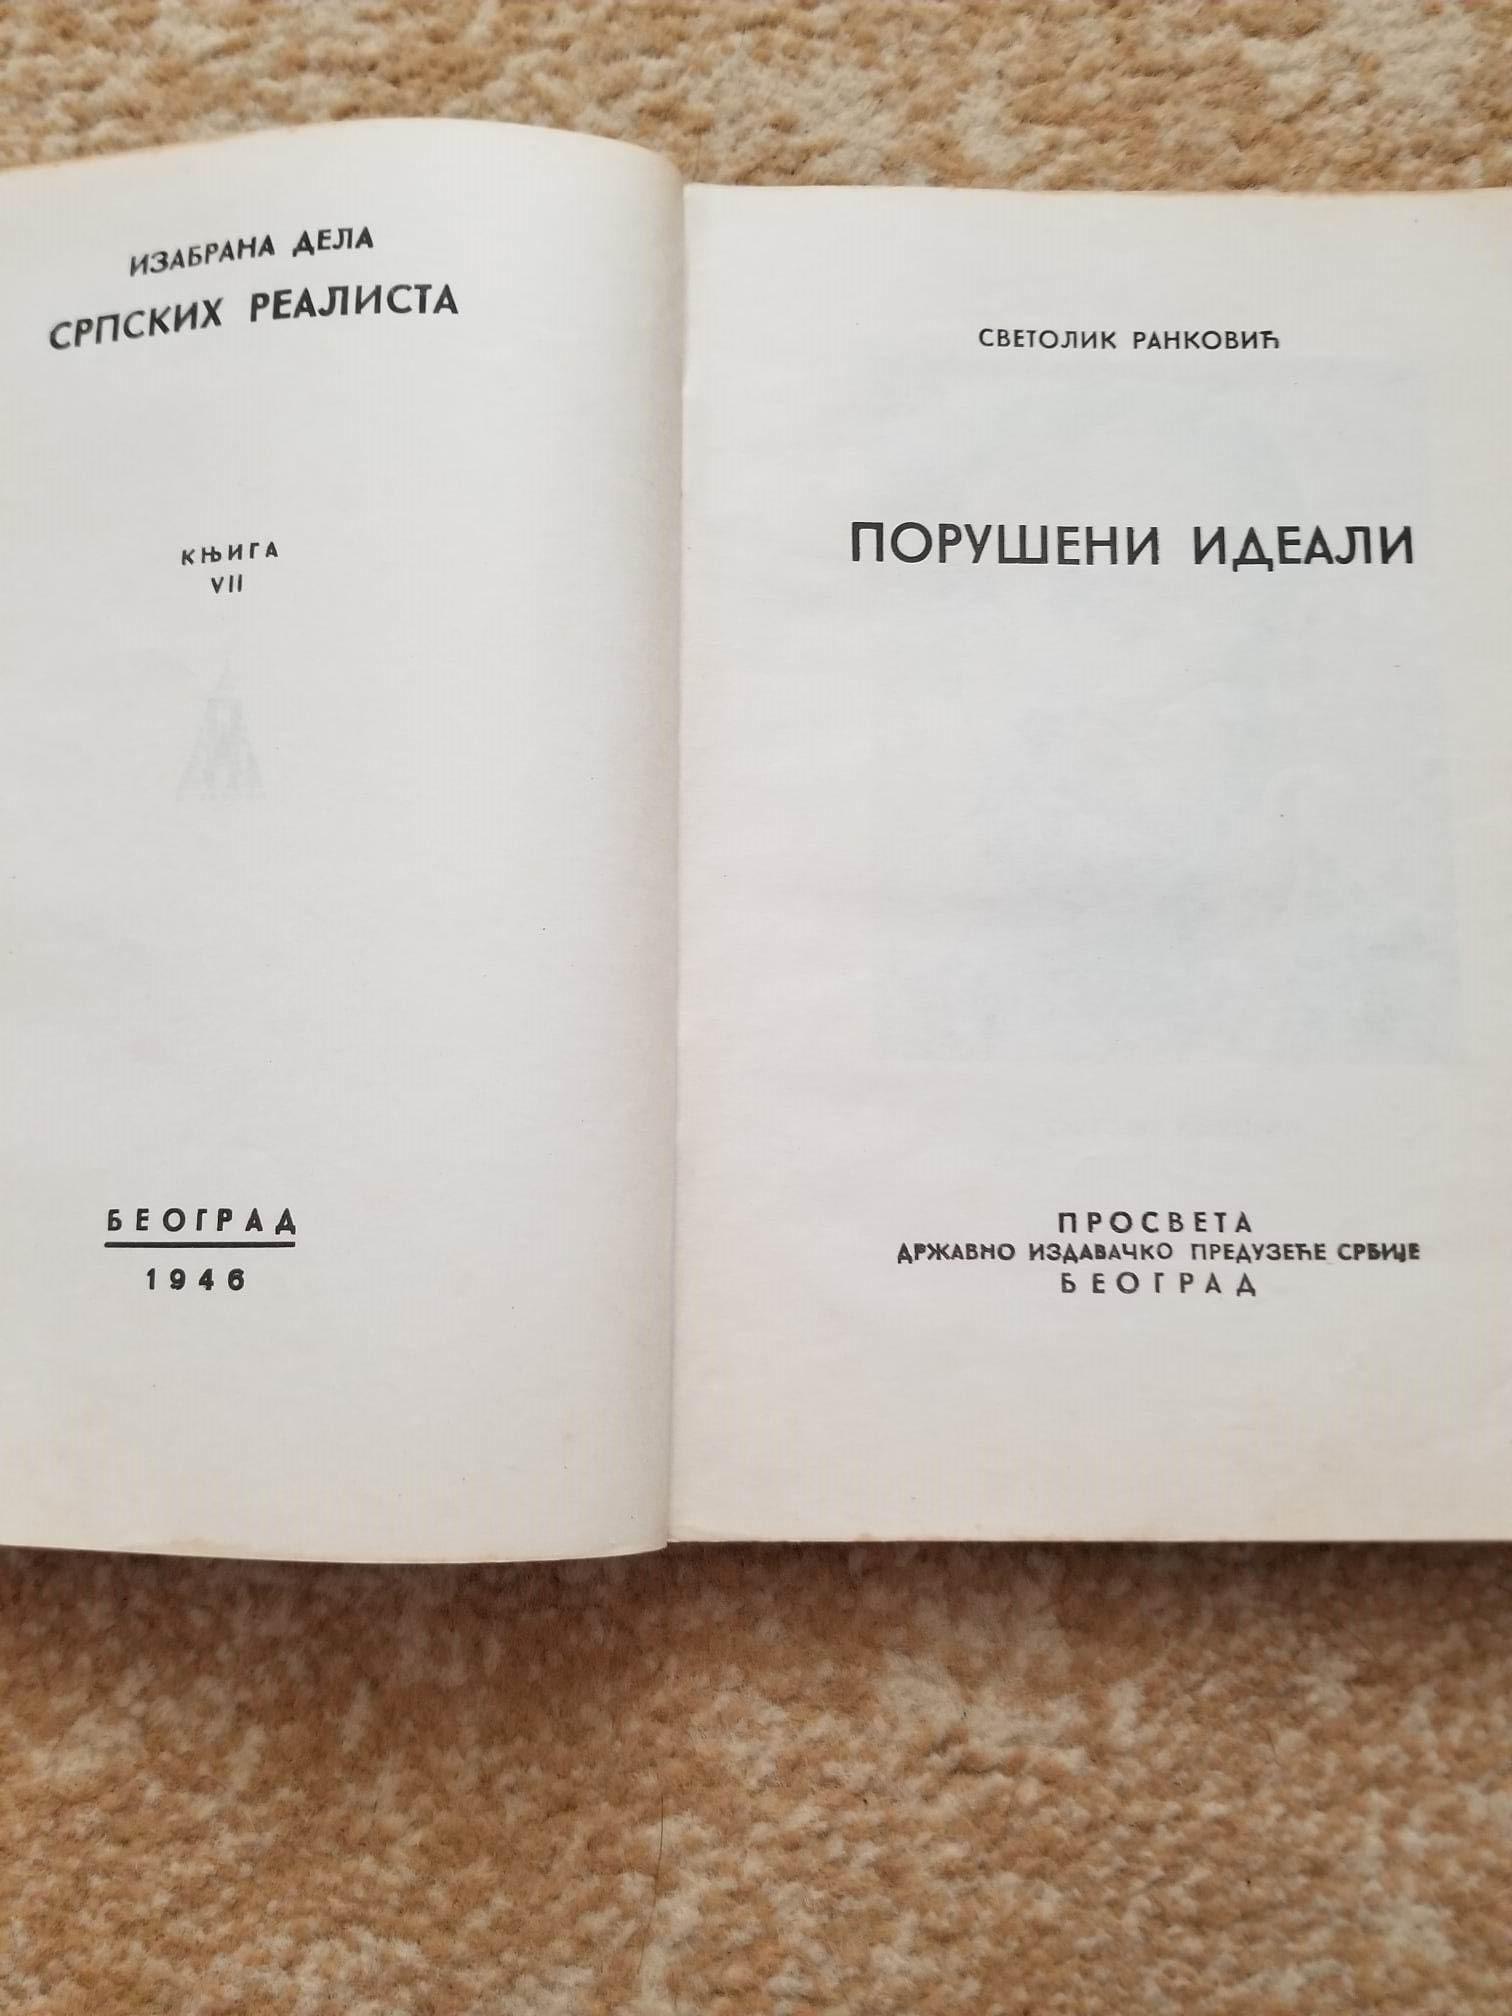 ИЗАБРАНА ДЕЛА
СРПСКИХ РЕАЛИСТА
КЊИГА
VII
БЕОГРАД
1946
СВЕТОЛИК РАНКОВИЋ
ПОРУШЕНИ ИДЕАЛИ
ПРОСВЕТА
ДРЖАВНО ИЗДАВАЧКО ПРЕДУЗЕЋЕ СРБИЈЕ
БЕОГРАД